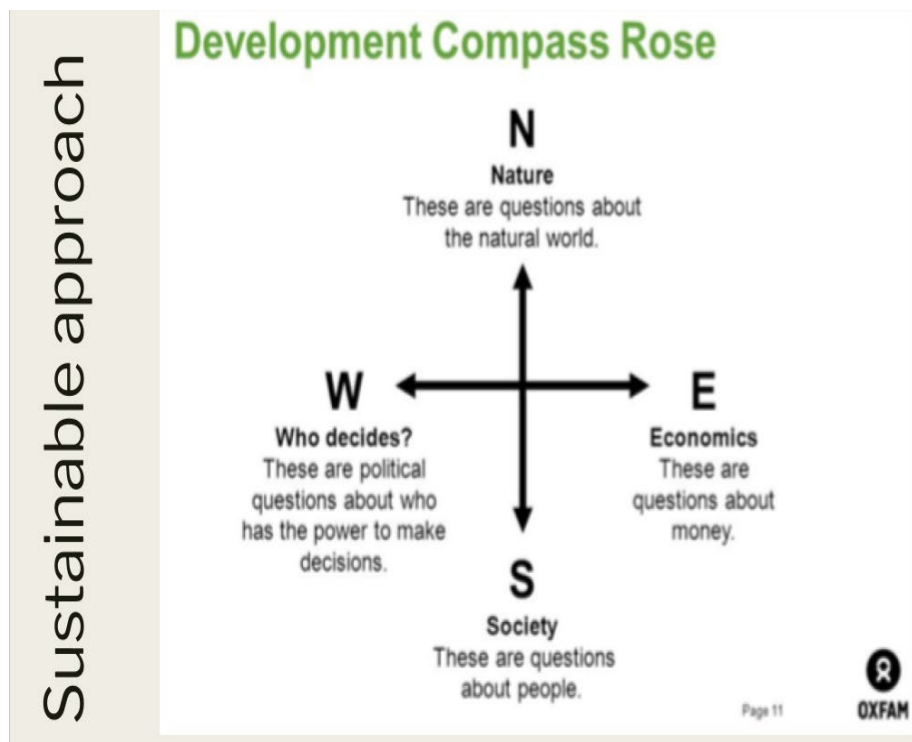 Sustainable approach
Development Compass Rose
N
Nature
These are questions about
the natural world.
W
Who decides?
These are political
questions about who
has the power to make
decisions.
E
Economics
These are
questions about
money.
S
Society
These are questions
about people.
Page 11
OXFAM